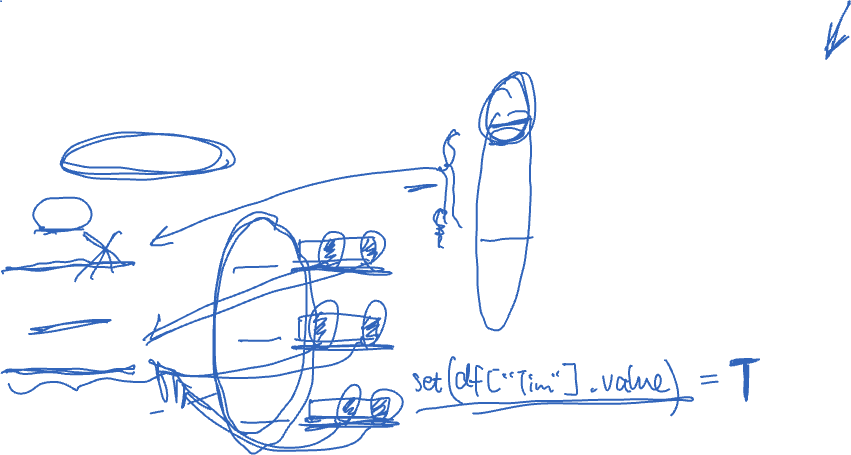 set(df["Tim"].value) = T